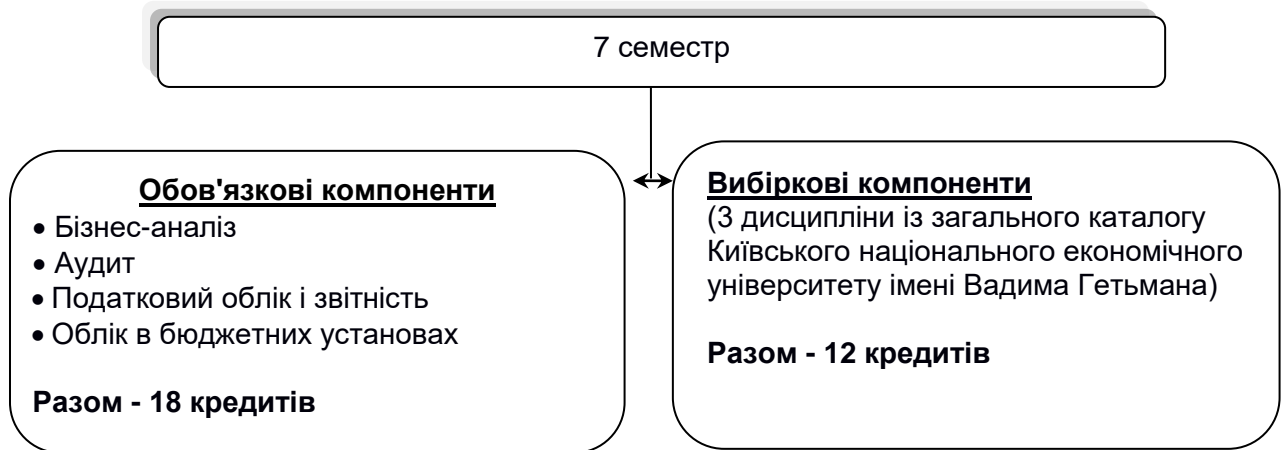 7 семестр
Обов'язкові компоненти
• Бізнес-аналіз
• Аудит
• Податковий облік і звітність
• Облік в бюджетних установах
Разом - 18 кредитів
Вибіркові компоненти
(3 дисципліни із загального каталогу
Київського національного економічного
університету імені Вадима Гетьмана)
Разом - 12 кредитів